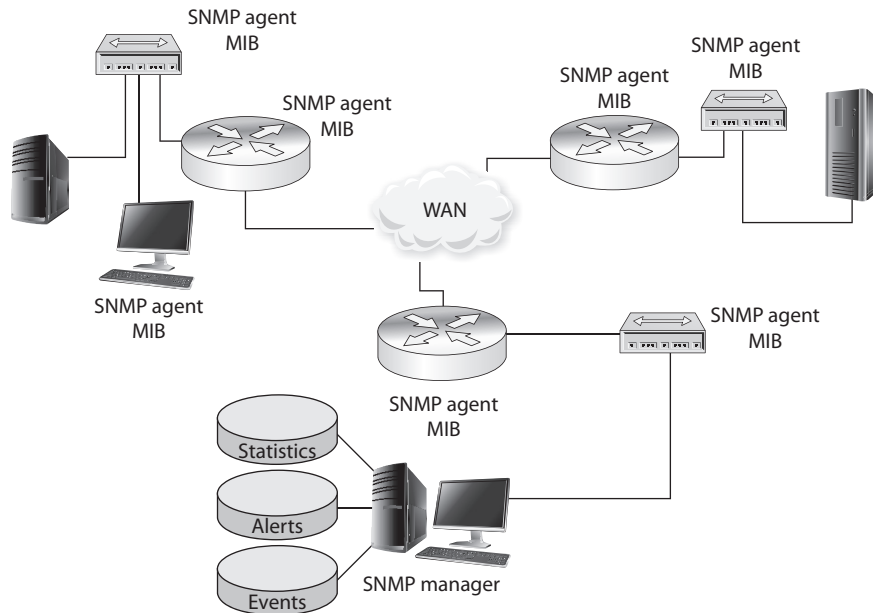 SNMP agent
MIB
SNMP agent
MIB
SNMP agent
MIB
SNMP agent
MIB
WAN
SNMP agent
MIB
SNMP agent
MIB
SNMP agent
MIB
Statistics
Alerts
Events
SNMP manager